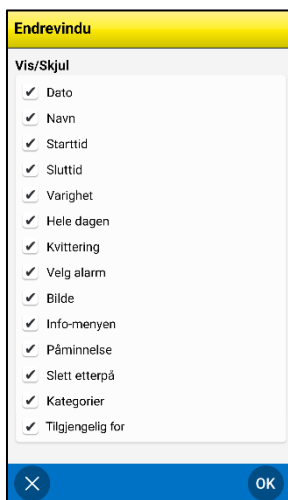 Endrevindu
Vis/Skjul
Dato
Navn
Starttid
Sluttid
Varighet
Hele dagen
Kvittering
Velg alarm
Bilde
Info-menyen
Påminnelse
Slett etterpå
Kategorier
Tilgjengelig for
OK